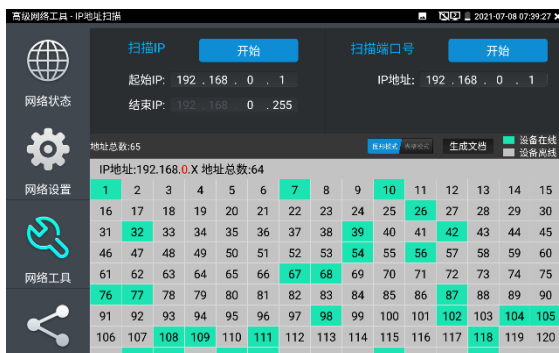 高级网络工具 - IP地址扫描
2021-07-08 07:39:27
扫描IP 开始 扫描端口号 开始
起始IP: 192 . 168 . 0 . 1 IP地址: 192 . 168 . 0 . 1
结束IP: 192 . 168 . 0 . 255
网络状态
地址总数:65 生成文档 设备在线
设备离线
IP地址:192.168.0.X 地址总数:64
网络设置
1 2 3 4 5 6 7 8 9 10 11 12 13 14 15
16 17 18 19 20 21 22 23 24 25 26 27 28 29 30
31 32 33 34 35 36 37 38 39 40 41 42 43 44 45
46 47 48 49 50 51 52 53 54 55 56 57 58 59 60
网络工具
61 62 63 64 65 66 67 68 69 70 71 72 73 74 75
76 77 78 79 80 81 82 83 84 85 86 87 88 89 90
91 92 93 94 95 96 97 98 99 100 101 102 103 104 105
106 107 108 109 110 111 112 113 114 115 116 117 118 119 120